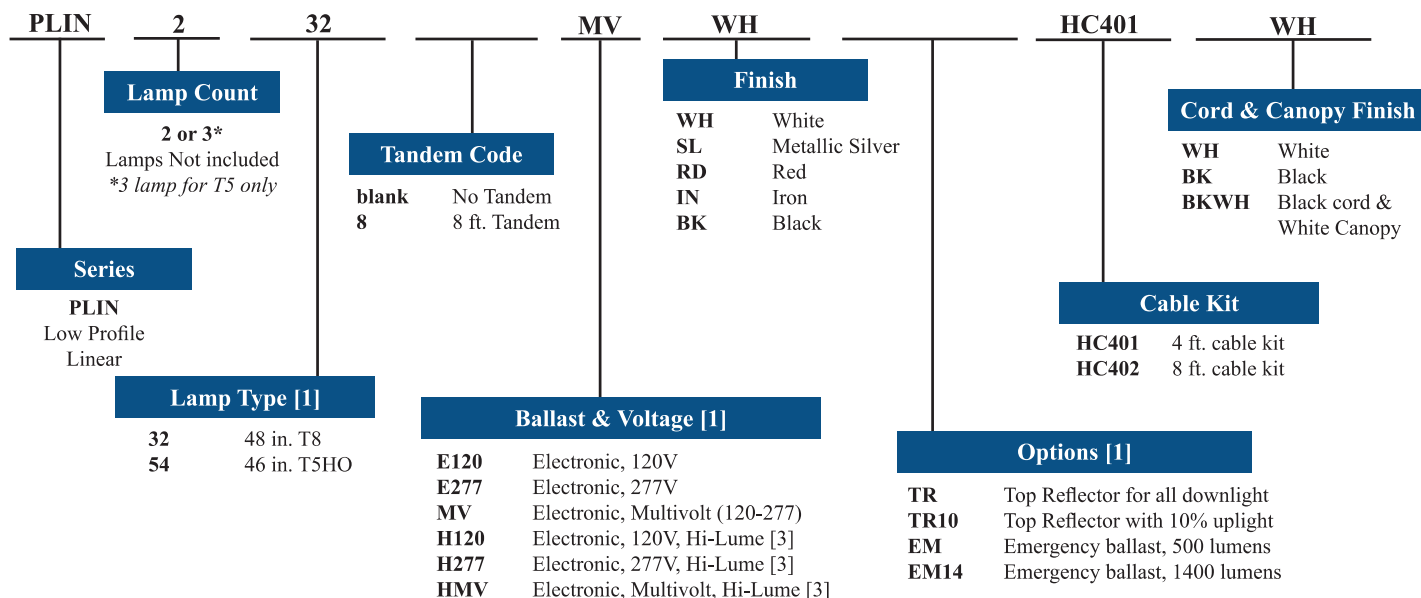 PLIN 2 32 MV WH HC401 WH
Lamp Count
2 or 3*
Lamps Not included
*3 lamp for T5 only
Series
PLIN
Low Profile
Linear
Lamp Type [1]
32 48 in. T8
54 46 in. T5HO
Tandem Code
blank No Tandem
8 8 ft. Tandem
Ballast & Voltage [1]
E120 Electronic, 120V
E277 Electronic, 277V
MV Electronic, Multivolt (120-277)
H120 Electronic, 120V, Hi-Lume [3]
H277 Electronic, 277V, Hi-Lume [3]
HMV Electronic, Multivolt, Hi-Lume [3]
Finish
WH White
SL Metallic Silver
RD Red
IN Iron
BK Black
Options [1]
TR Top Reflector for all downlight
TR10 Top Reflector with 10% uplight
EM Emergency ballast, 500 lumens
EM14 Emergency ballast, 1400 lumens
Cable Kit
HC401 4 ft. cable kit
HC402 8 ft. cable kit
Cord & Canopy Finish
WH White
BK Black
BKWH Black cord &
White Canopy